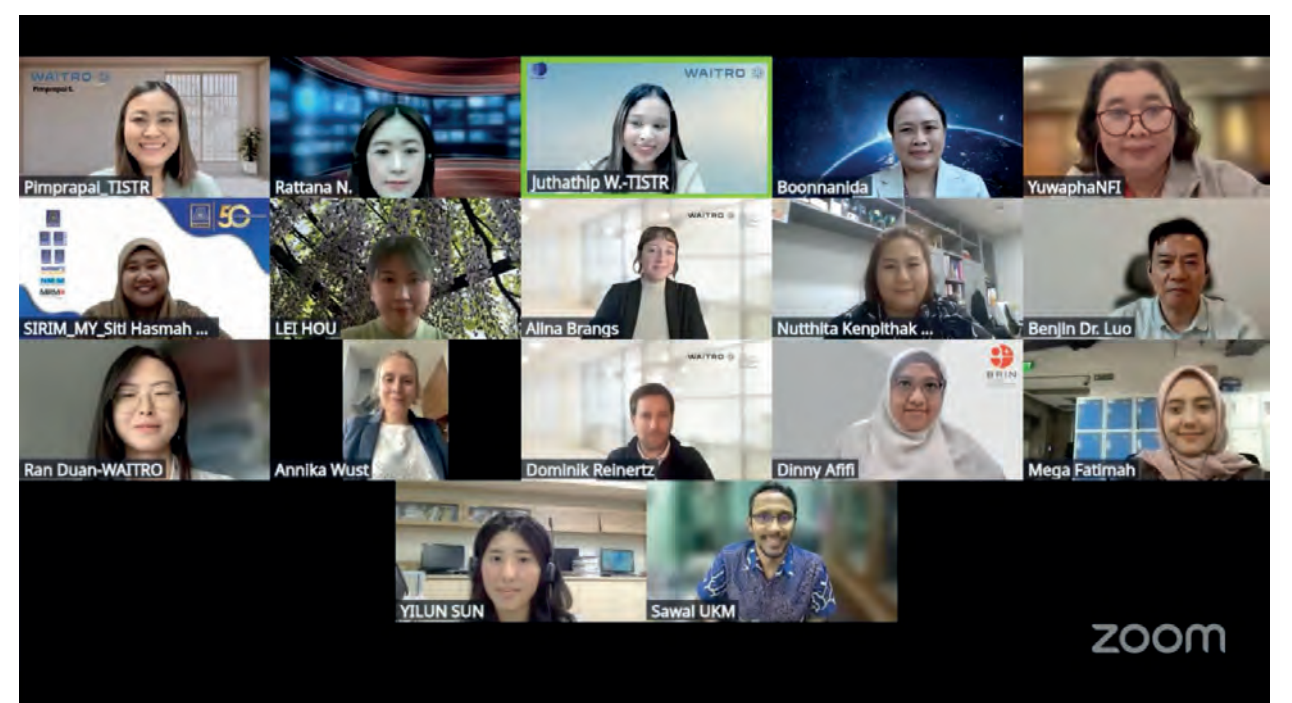 WAITRO
Pimprapai S.
Pimprapai_TISTR
Rattana N.
WAITRO
Juthathip W.-TISTR
Boonnanida
YuwaphaNFI
50
SIRIM_MY_Siti Hasmah ...
LEI HOU
WAITRO
Alina Brangs
Nutthita Kenpithak ...
Benjin Dr. Luo
Ran Duan-WAITRO
Annika Wust
WAITRO
Dominik Reinertz
BRIN
Dinny Afifi
Mega Fatimah
YILUN SUN
Sawal UKM
zoom